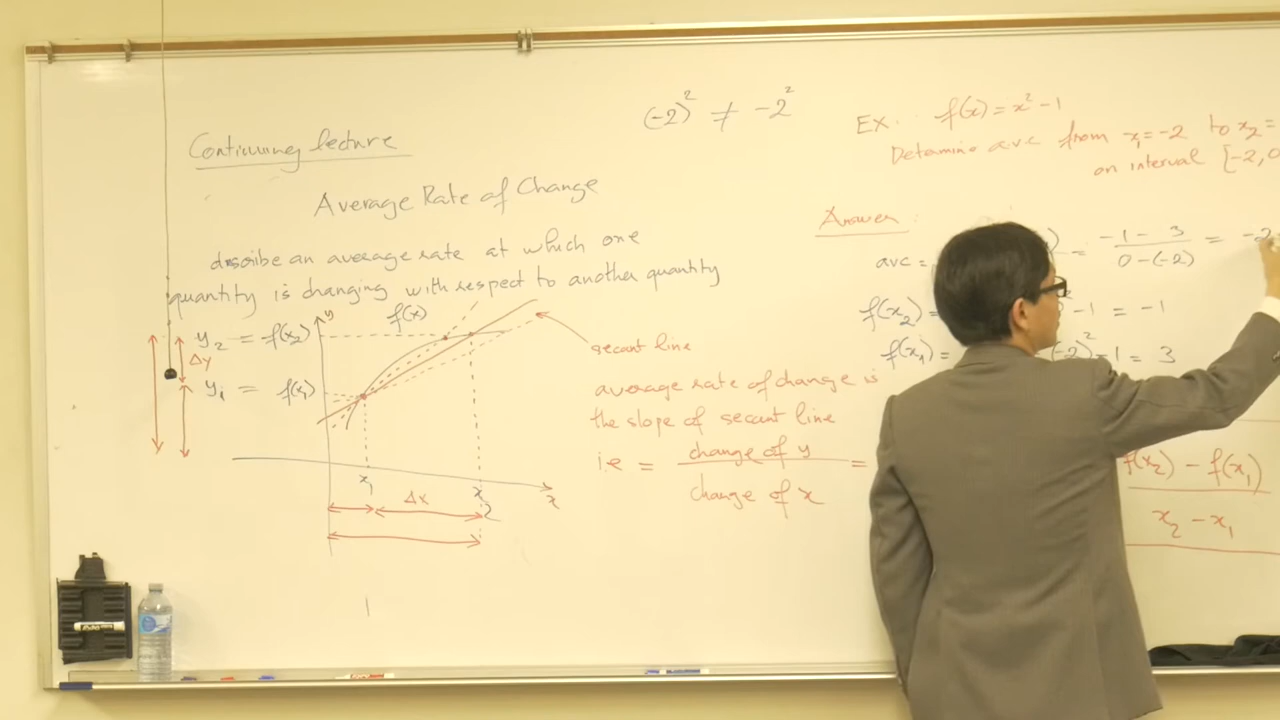 (-2)² ≠ -2²
Continuing lecture
Average Rate of Change
describe an average rate at which one
quantity is changing with respect to another quantity
y₂ = f(x₂)
Δy
y₁ = f(x₁)
y
f(x)
x₁
x₂
Δx
x
secant line
average rate of change is
the slope of secant line
i e = change of y / change of x =
f(x₂) - f(x₁)
x₂ - x₁
EX: f(x) = x² - 1
Determine avc from x₁ = -2 to x₂ =
on interval [-2, 0
Answer :
avc = = -1 - 3 / 0 - (-2) = -2
f(x₂) = - 1 = -1
f(x₁) = (-2)² - 1 = 3